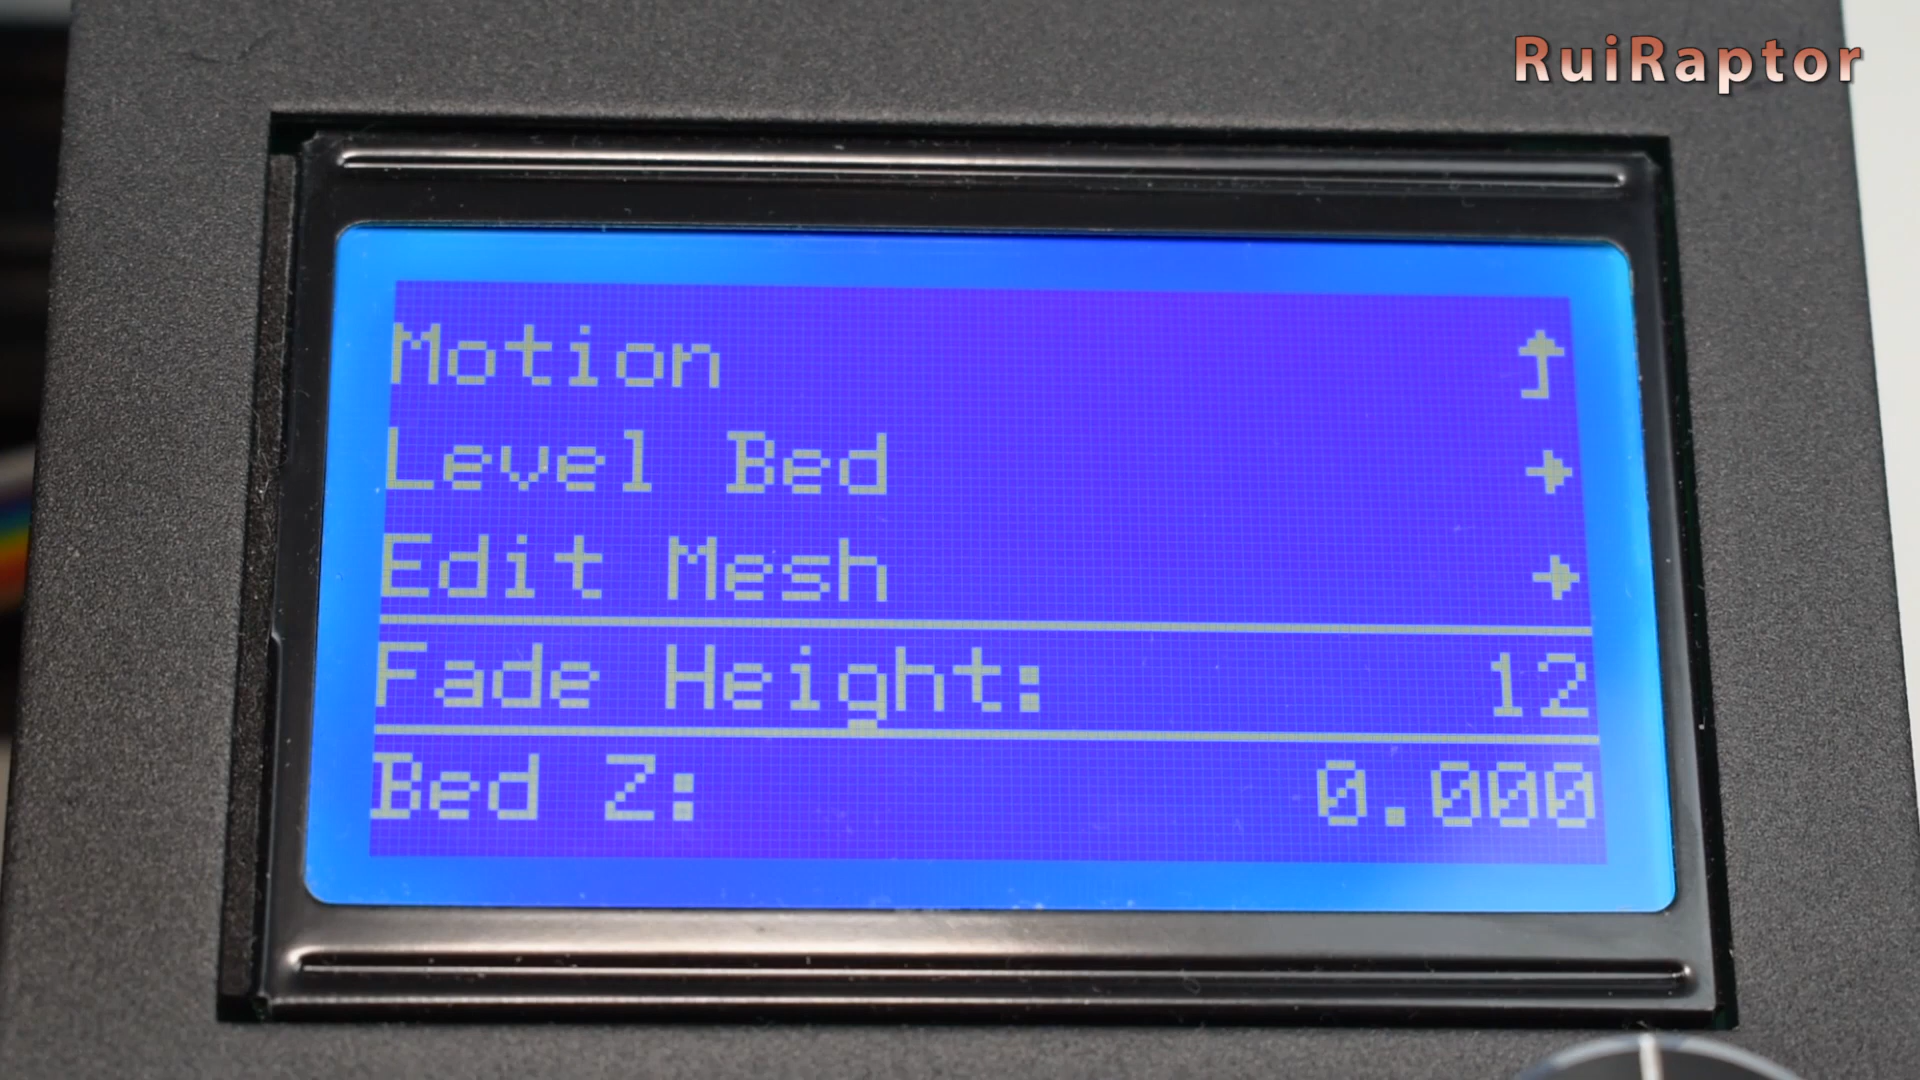 RuiRaptor
Motion
Level Bed
Edit Mesh
Fade Height: 12
Bed Z: 0.000